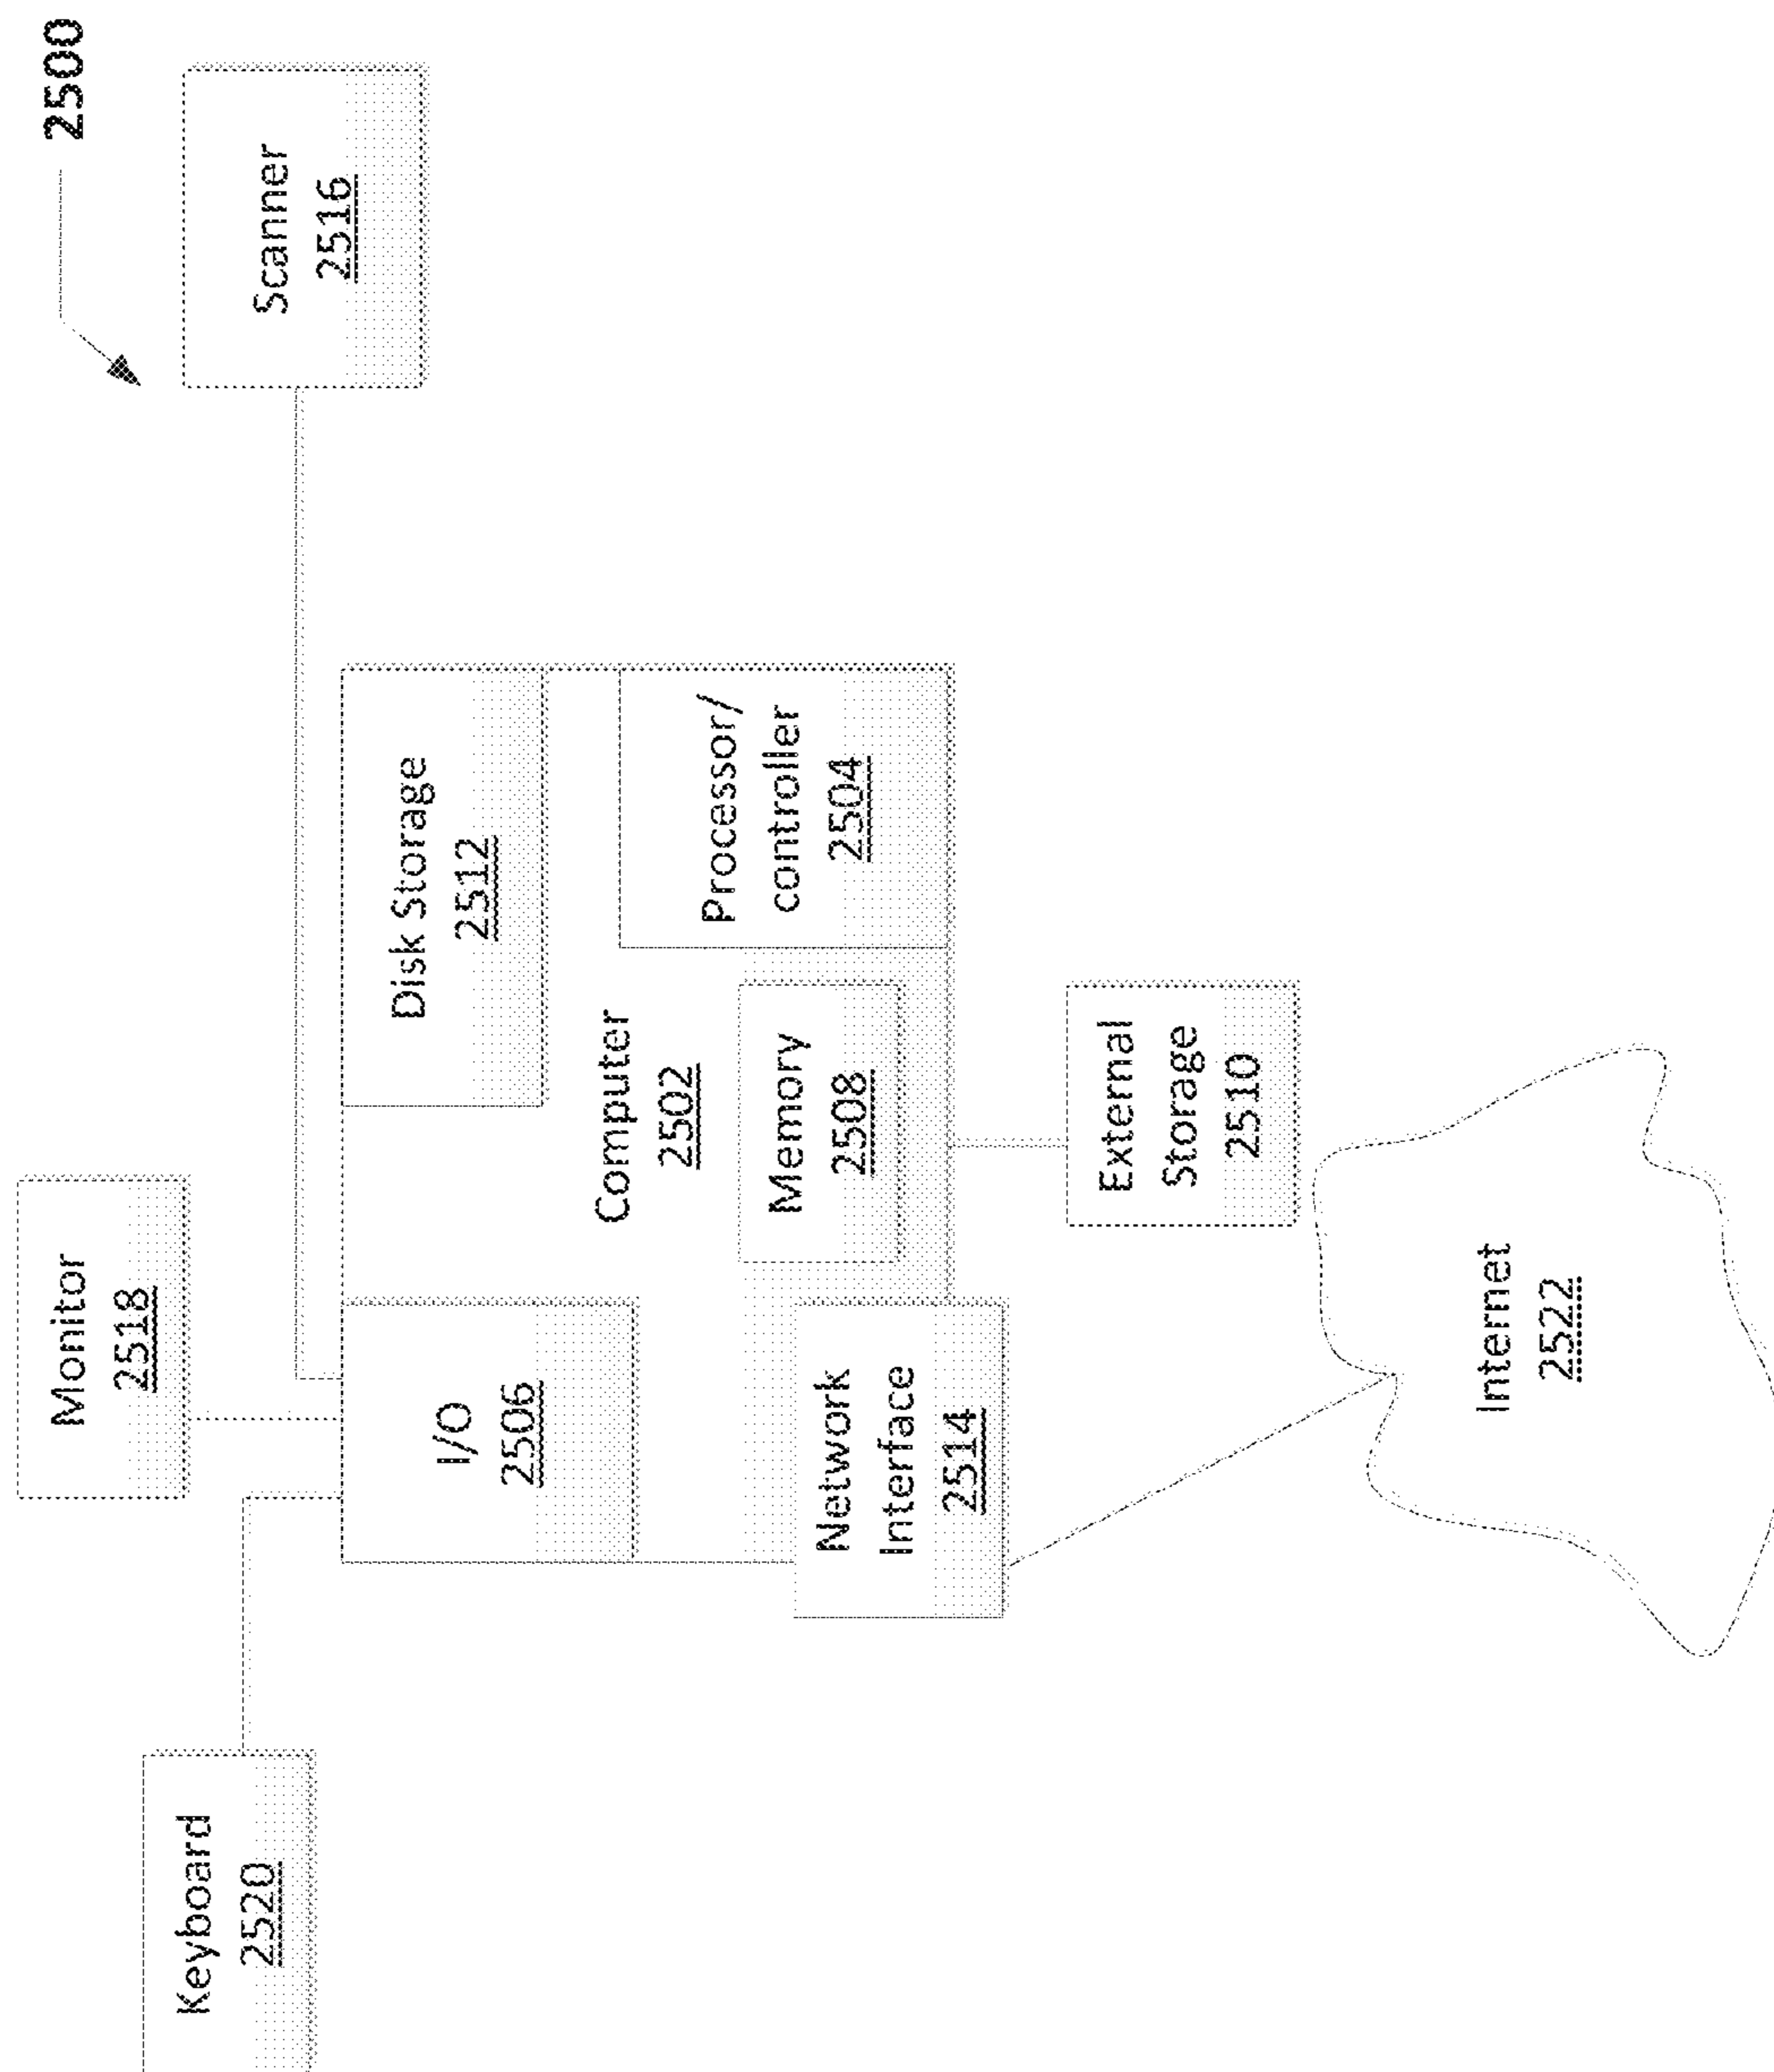 2500
Scanner
2516
Monitor
2518
Keyboard
2520
Disk Storage
2512
I/O
2506
Computer
2502
Processor/
controller
2504
Memory
2508
Network
Interface
2514
External
Storage
2510
Internet
2522